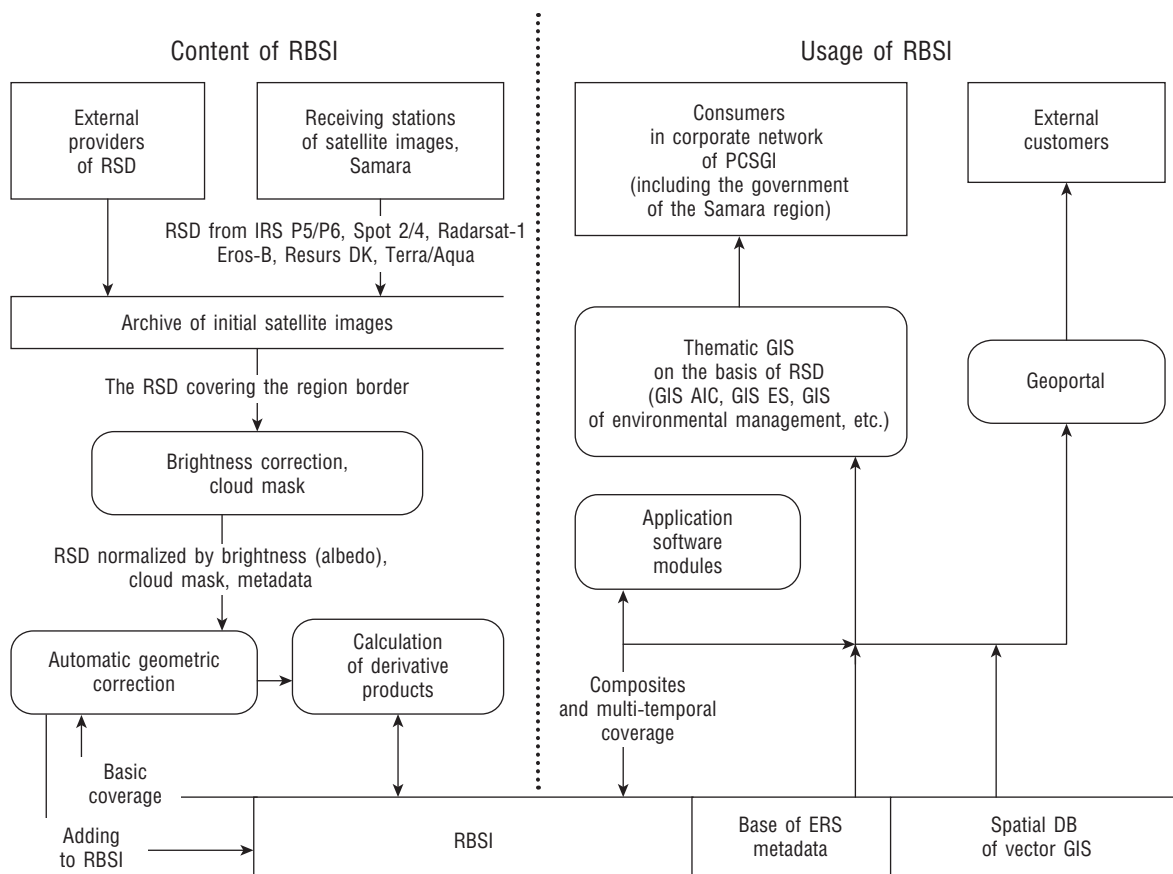 Content of RBSI
Usage of RBSI
External
providers
of RSD
Receiving stations
of satellite images,
Samara
Consumers
in corporate network
of PCSGI
(including the government
of the Samara region)
External
customers
RSD from IRS P5/P6, Spot 2/4, Radarsat-1
Eros-B, Resurs DK, Terra/Aqua
Archive of initial satellite images
Thematic GIS
on the basis of RSD
(GIS AIC, GIS ES, GIS
of environmental management, etc.)
Geoportal
The RSD covering the region border
Brightness correction,
cloud mask
Application
software
modules
RSD normalized by brightness (albedo),
cloud mask, metadata
Automatic geometric
correction
Calculation
of derivative
products
Composites
and multi-temporal
coverage
Basic
coverage
Adding
to RBSI
RBSI
Base of ERS
metadata
Spatial DB
of vector GIS